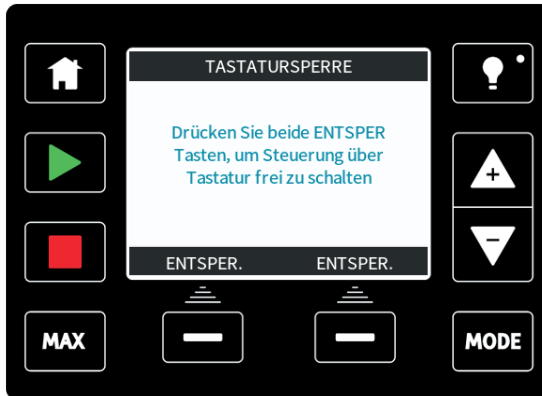 TASTATURSPERRE
Drücken Sie beide ENTSPER
Tasten, um Steuerung über
Tastatur frei zu schalten
+
−
ENTSPER. ENTSPER.
MAX
MODE